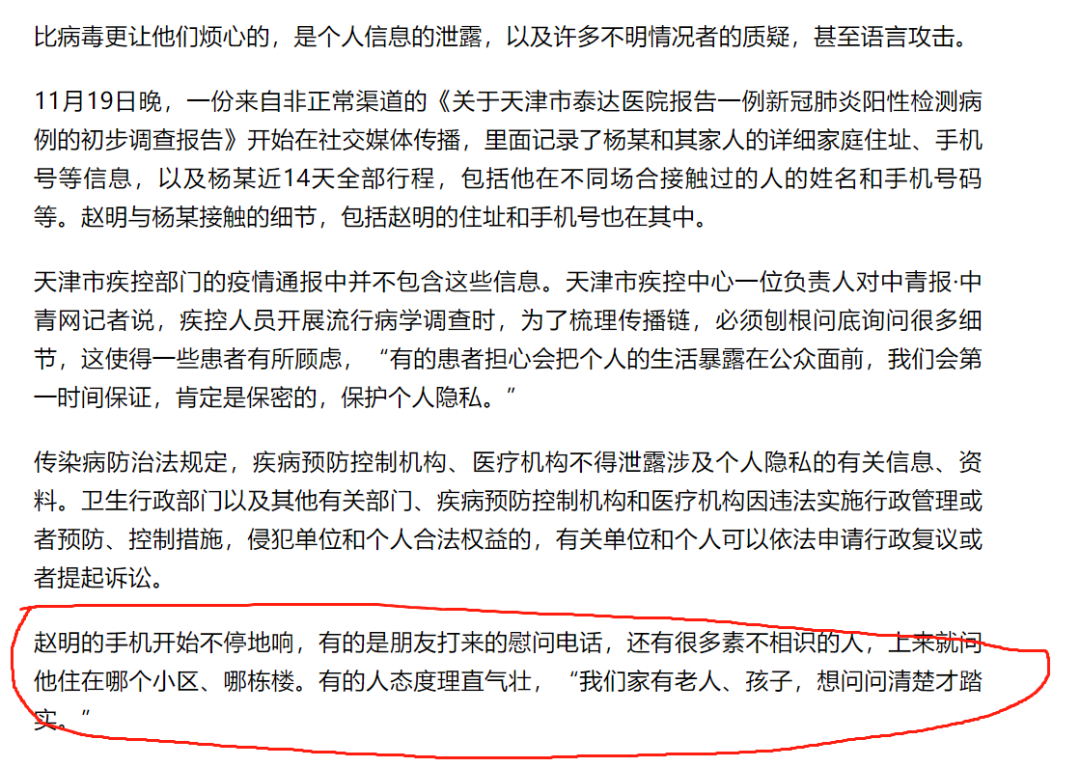 比病毒更让他们烦心的，是个人信息的泄露，以及许多不明情况者的质疑，甚至语言攻击。
11月19日晚，一份来自非正常渠道的《关于天津市泰达医院报告一例新冠肺炎阳性检测病
例的初步调查报告》开始在社交媒体传播，里面记录了杨某和其家人的详细家庭住址、手机
号等信息，以及杨某近14天全部行程，包括他在不同场合接触过的人的姓名和手机号码
等。赵明与杨某接触的细节，包括赵明的住址和手机号也在其中。
天津市疾控部门的疫情通报中并不包含这些信息。天津市疾控中心一位负责人对中青报·中
青网记者说，疾控人员开展流行病学调查时，为了梳理传播链，必须刨根问底询问很多细
节，这使得一些患者有所顾虑，“有的患者担心会把个人的生活暴露在公众面前，我们会第
一时间保证，肯定是保密的，保护个人隐私。”
传染病防治法规定，疾病预防控制机构、医疗机构不得泄露涉及个人隐私的有关信息、资
料。卫生行政部门以及其他有关部门、疾病预防控制机构和医疗机构因违法实施行政管理或
者预防、控制措施，侵犯单位和个人合法权益的，有关单位和个人可以依法申请行政复议或
者提起诉讼。
赵明的手机开始不停地响，有的是朋友打来的慰问电话，还有很多素不相识的人，上来就问
他住在哪个小区、哪栋楼。有的人态度理直气壮，“我们家有老人、孩子，想问问清楚才踏
实。”